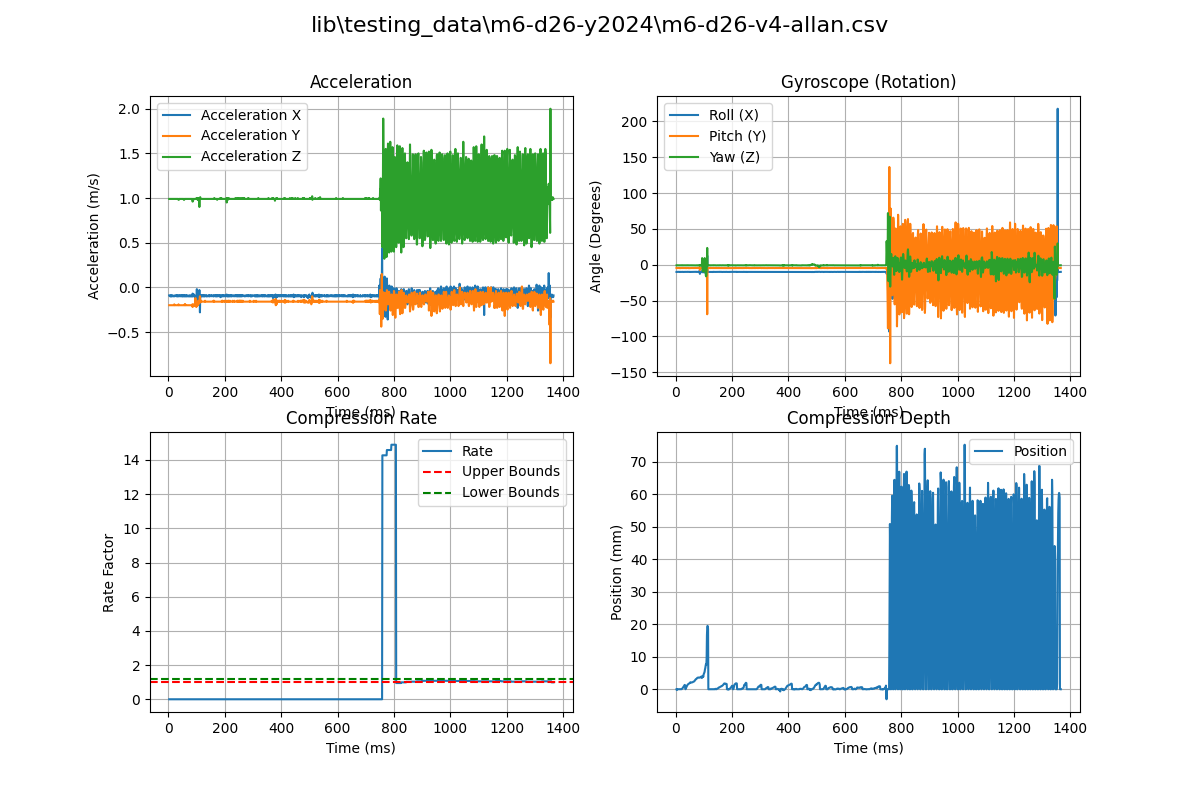 lib\testing_data\m6-d26-y2024\m6-d26-v4-allan.csv
Acceleration
Acceleration X
Acceleration Y
Acceleration Z
2.0
1.5
1.0
0.5
0.0
−0.5
Acceleration (m/s)
0 200 400 600 800 1000 1200 1400
Time (ms)
Gyroscope (Rotation)
Roll (X)
Pitch (Y)
Yaw (Z)
200
150
100
50
0
−50
−100
−150
Angle (Degrees)
0 200 400 600 800 1000 1200 1400
Time (ms)
Compression Rate
Rate
Upper Bounds
Lower Bounds
14
12
10
8
6
4
2
0
Rate Factor
0 200 400 600 800 1000 1200 1400
Time (ms)
Compression Depth
Position
70
60
50
40
30
20
10
0
Position (mm)
0 200 400 600 800 1000 1200 1400
Time (ms)